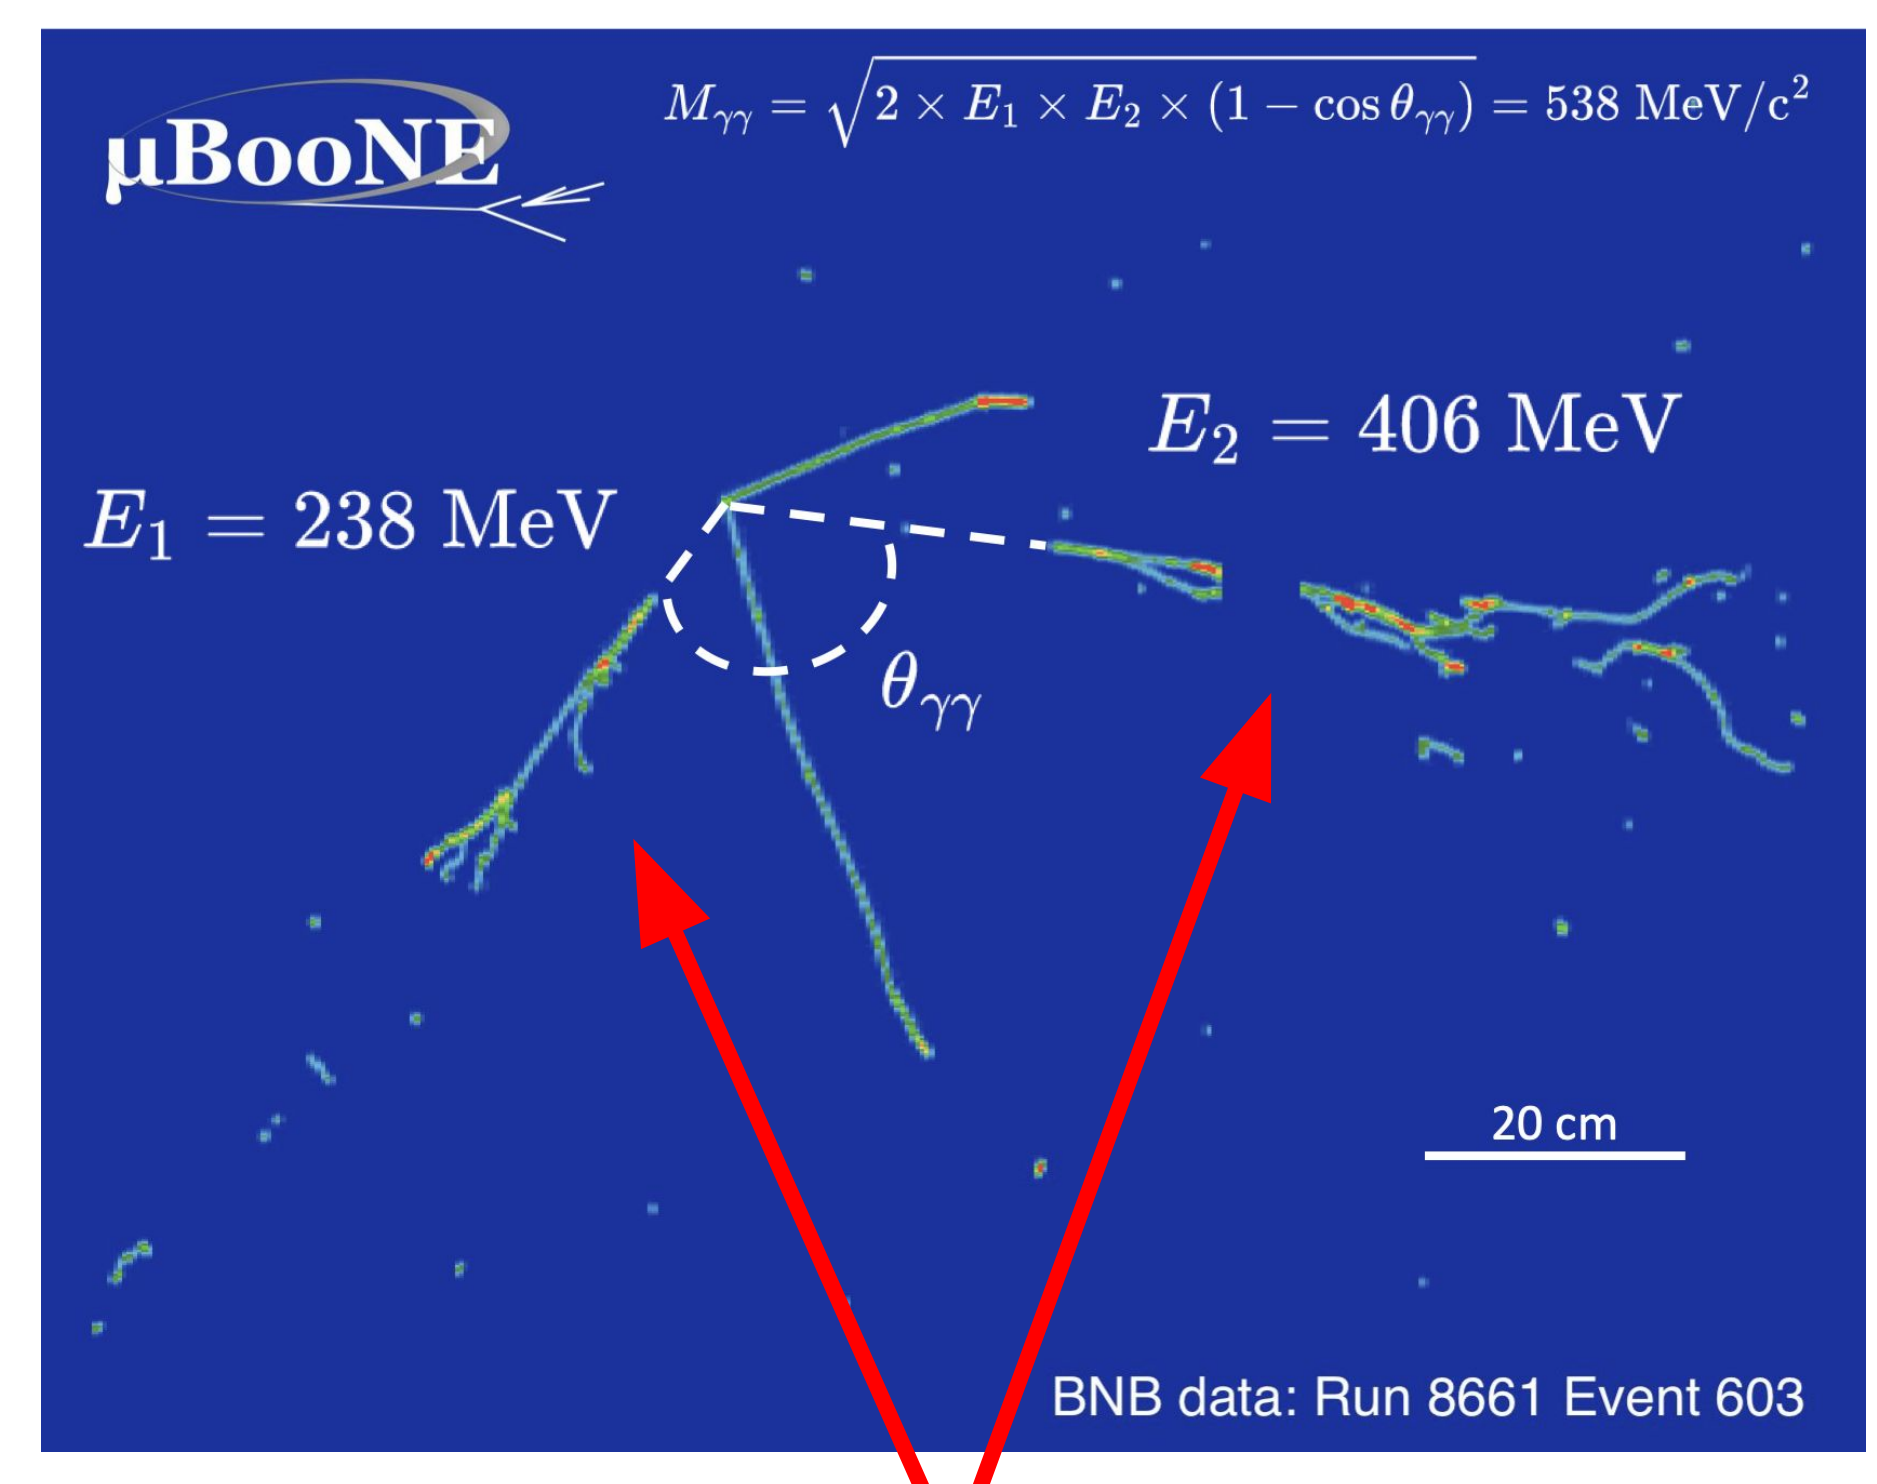 µBooNE
M_γγ = √(2 × E₁ × E₂ × (1 − cos θ_γγ)) = 538 MeV/c²
E₂ = 406 MeV
E₁ = 238 MeV
θ_γγ
20 cm
BNB data: Run 8661 Event 603